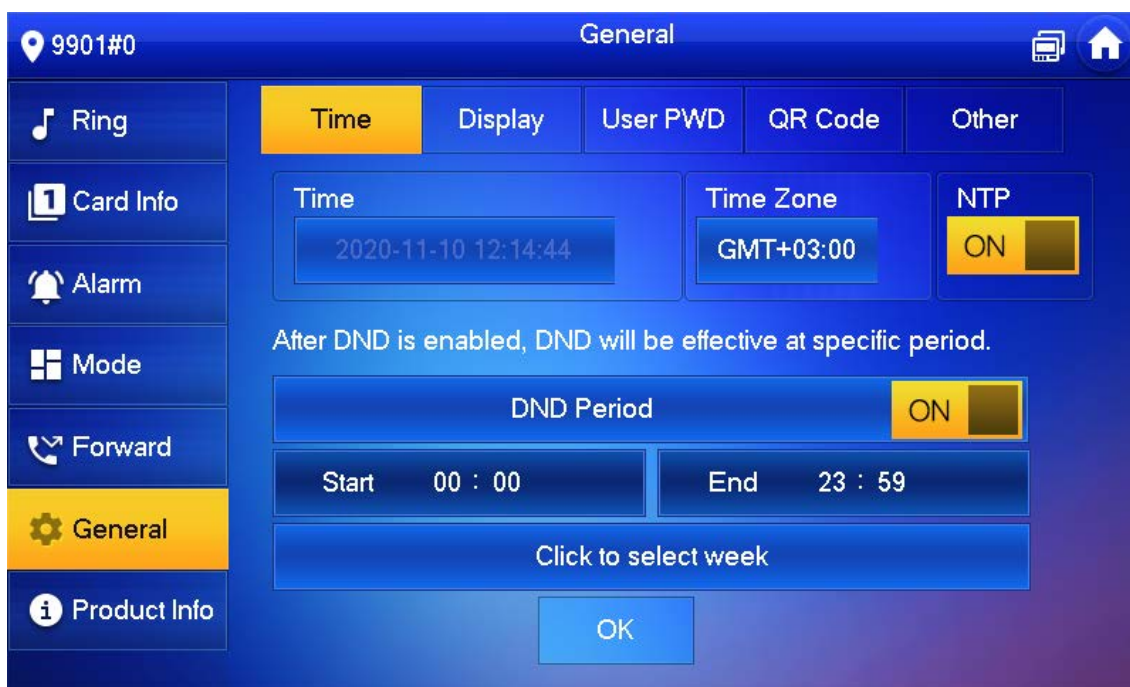 9901#0
General
Ring
Card Info
Alarm
Mode
Forward
General
Product Info
Time Display User PWD QR Code Other
Time Time Zone NTP
2020-11-10 12:14:44 GMT+03:00 ON
After DND is enabled, DND will be effective at specific period.
DND Period ON
Start 00 : 00 End 23 : 59
Click to select week
OK